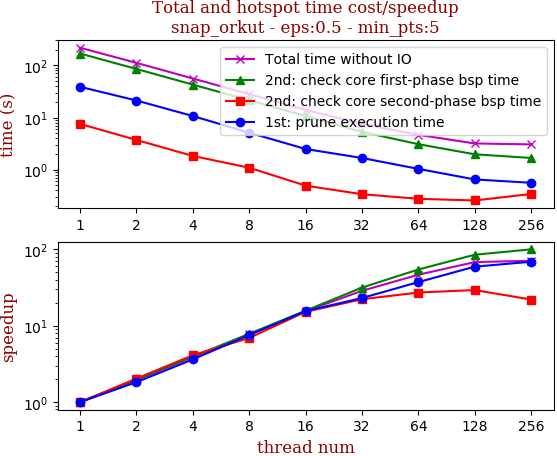 Total and hotspot time cost/speedup
snap_orkut - eps:0.5 - min_pts:5
time (s)
10²
10¹
10⁰
Total time without IO
2nd: check core first-phase bsp time
2nd: check core second-phase bsp time
1st: prune execution time
1 2 4 8 16 32 64 128 256
speedup
10²
10¹
10⁰
1 2 4 8 16 32 64 128 256
thread num